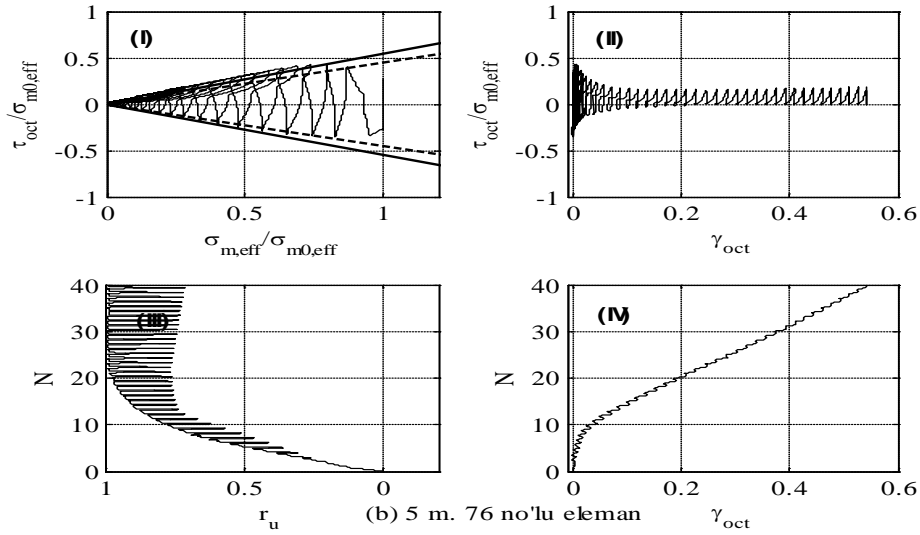 (I)
1
0.5
0
-0.5
-1
τoct/σm0,eff
0
0.5
1
σm,eff/σm0,eff
(II)
1
0.5
0
-0.5
-1
τoct/σm0,eff
0
0.2
0.4
0.6
γoct
(III)
40
30
20
10
0
N
1
0.5
0
ru
(IV)
40
30
20
10
0
N
0
0.2
0.4
0.6
γoct
(b) 5 m. 76 no'lu eleman